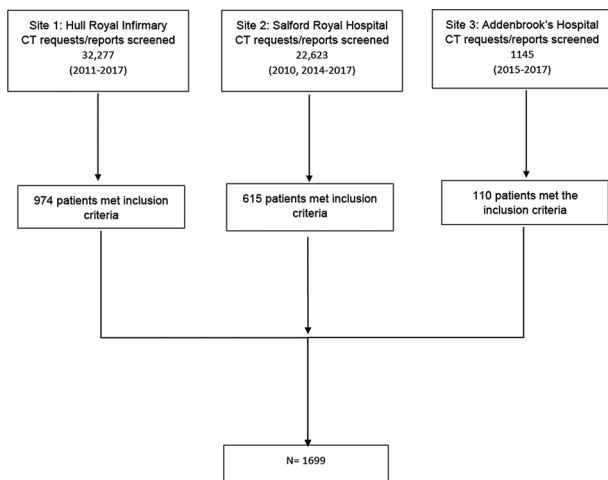 Site 1: Hull Royal Infirmary
CT requests/reports screened
32,277
(2011-2017)
Site 2: Salford Royal Hospital
CT requests/reports screened
22,623
(2010, 2014-2017)
Site 3: Addenbrook's Hospital
CT requests/reports screened
1145
(2015-2017)
974 patients met inclusion
criteria
615 patients met inclusion
criteria
110 patients met the
inclusion criteria
N= 1699